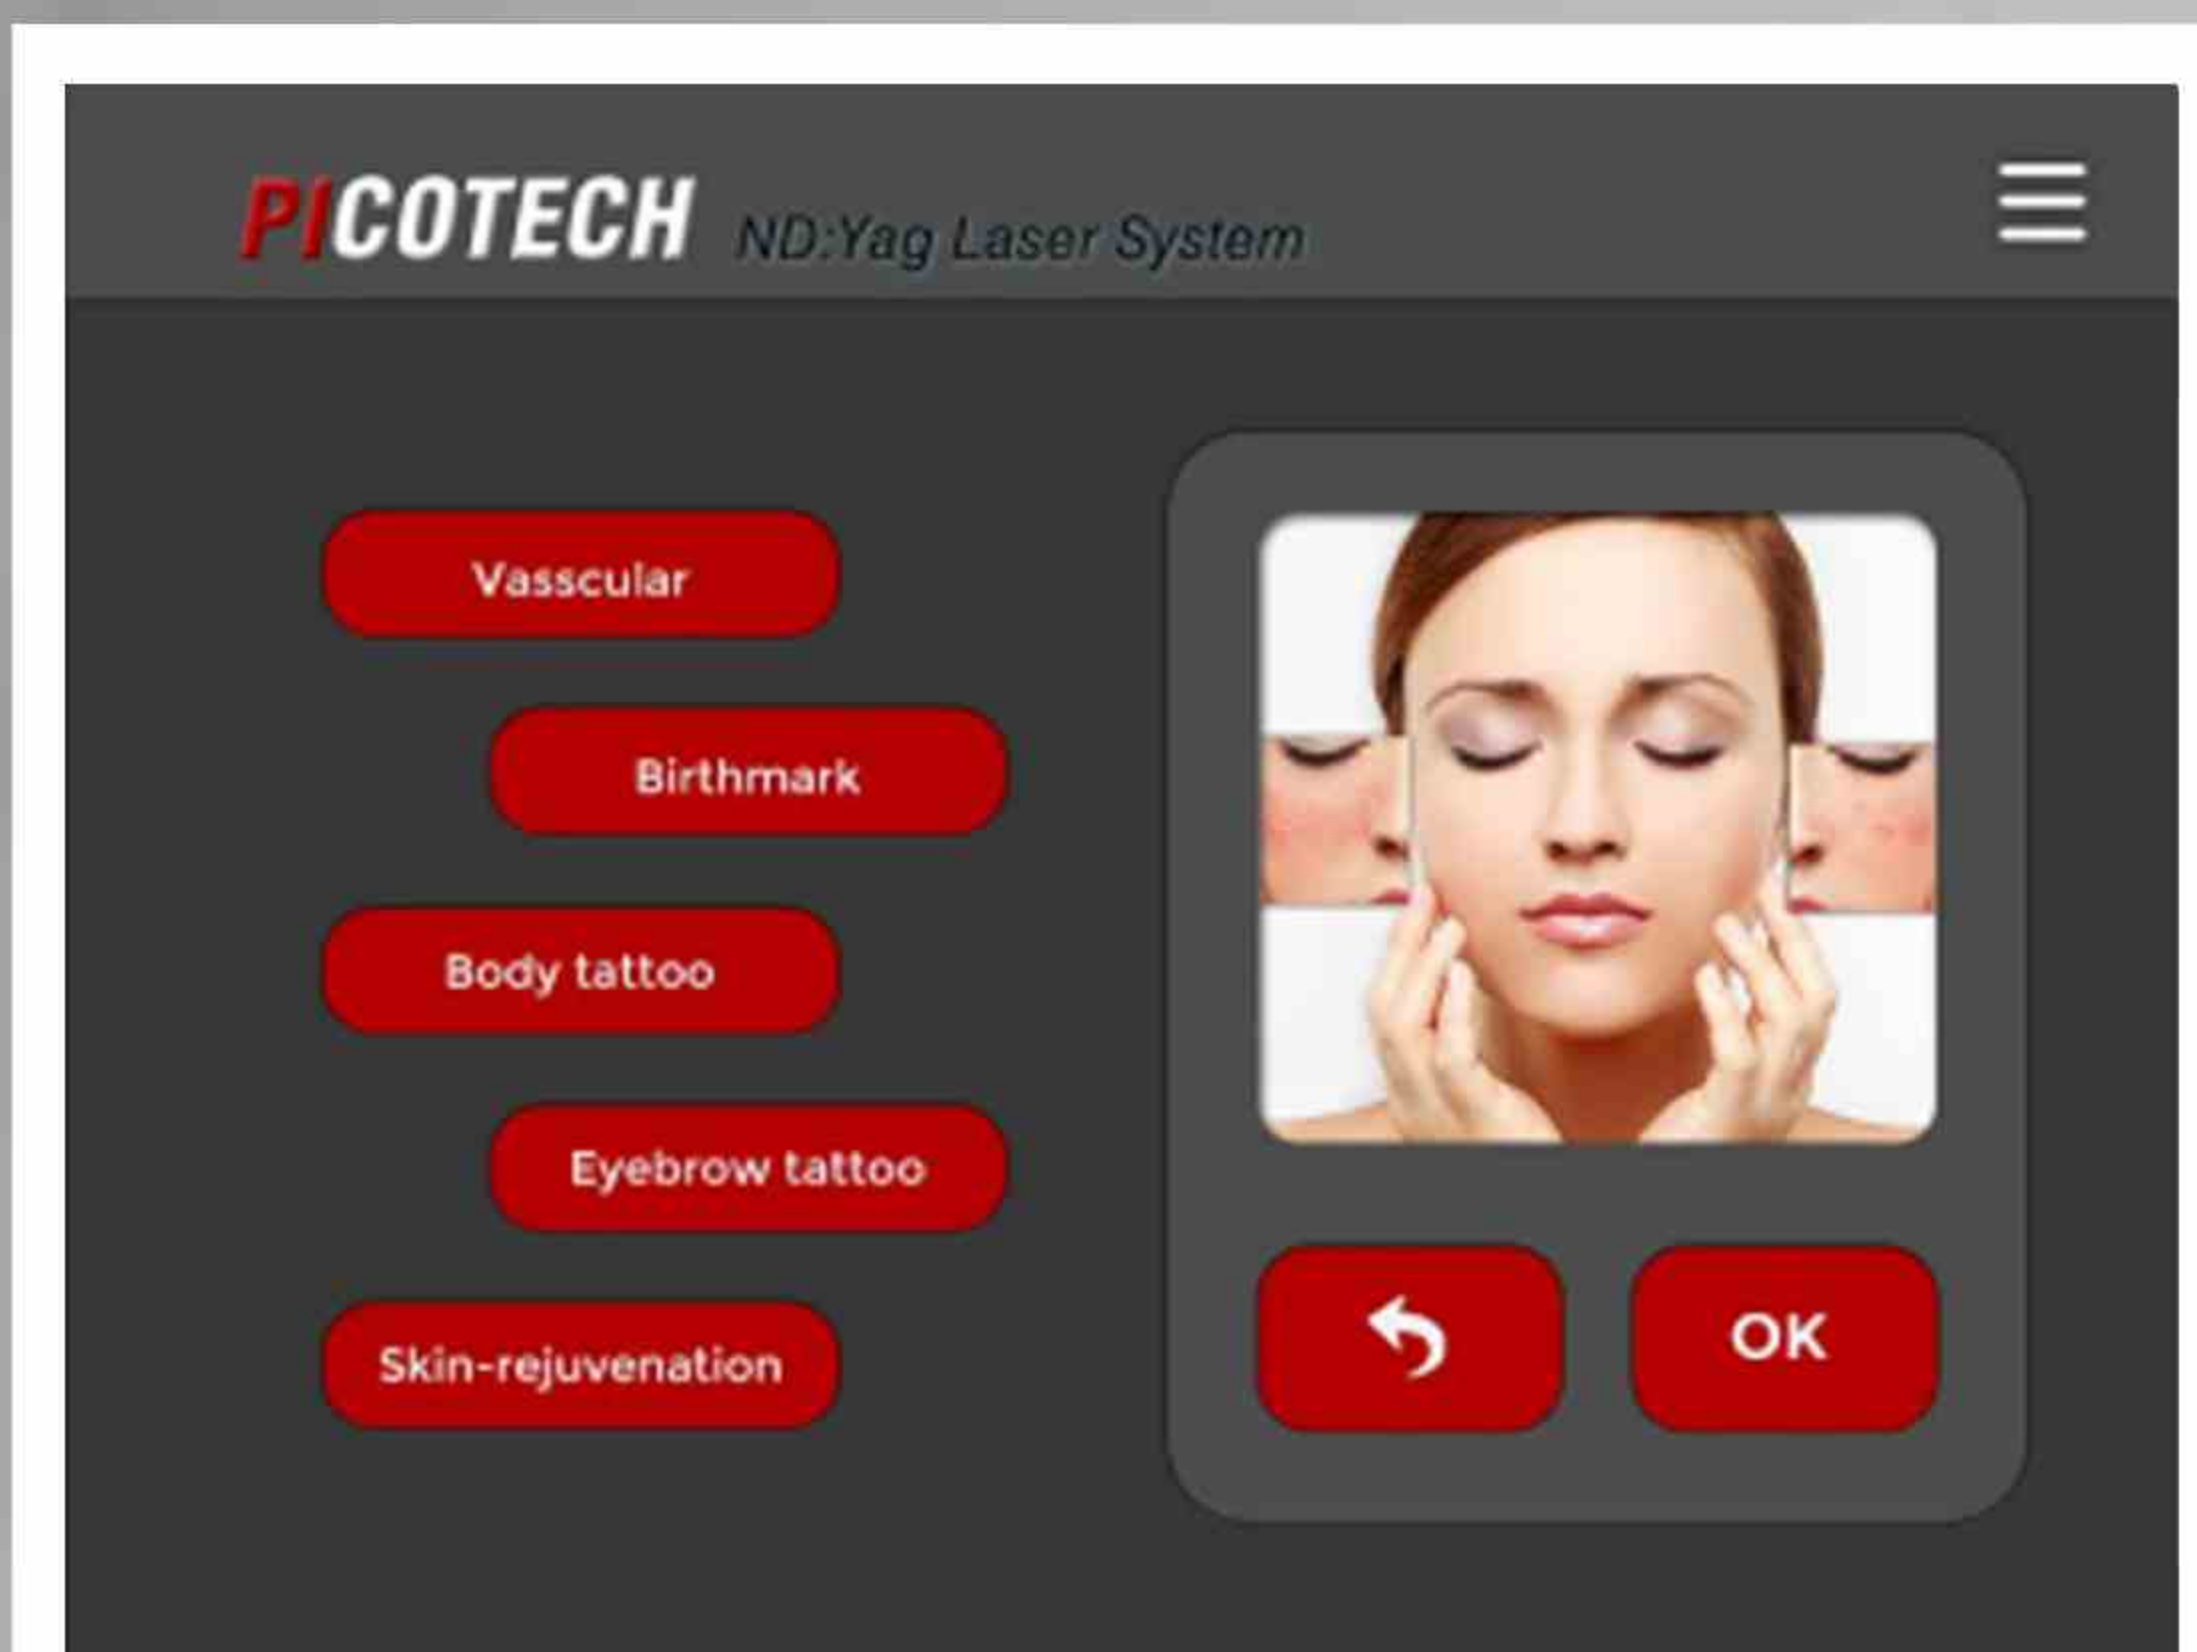 PICOTECH ND:Yag Laser System
Vasscular
Birthmark
Body tattoo
Eyebrow tattoo
Skin-rejuvenation
OK